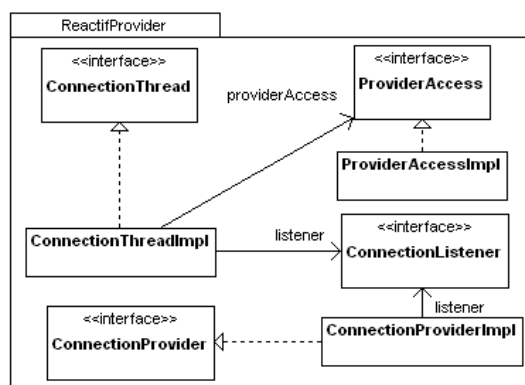 ReactifProvider
<<interface>>
ConnectionThread
<<interface>>
ProviderAccess
providerAccess
ProviderAccessImpl
ConnectionThreadImpl
listener
<<interface>>
ConnectionListener
<<interface>>
ConnectionProvider
listener
ConnectionProviderImpl